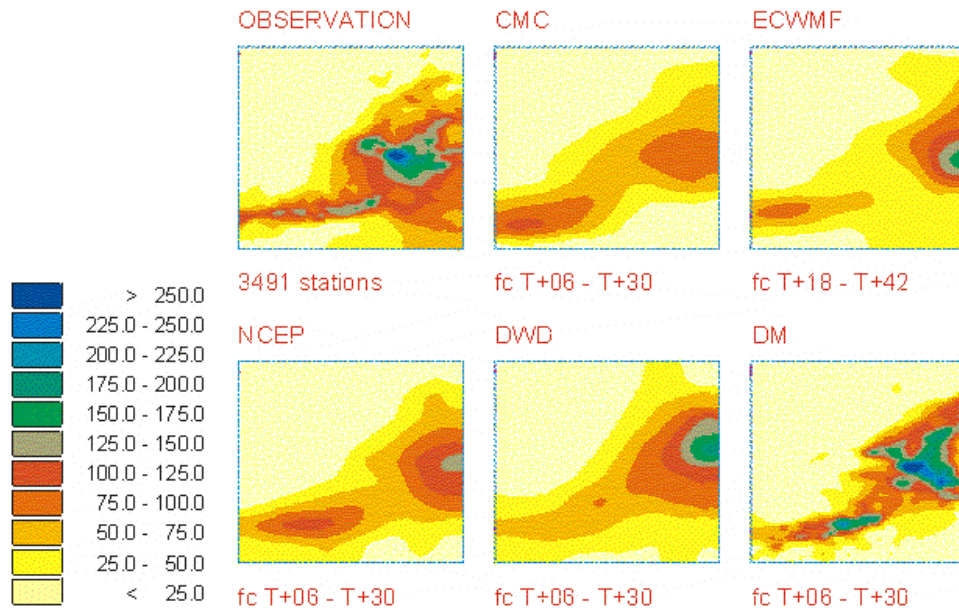 OBSERVATION
CMC
ECWMF
3491 stations
fc T+06 - T+30
fc T+18 - T+42
NCEP
DWD
DM
fc T+06 - T+30
fc T+06 - T+30
fc T+06 - T+30
> 250.0
225.0 - 250.0
200.0 - 225.0
175.0 - 200.0
150.0 - 175.0
125.0 - 150.0
100.0 - 125.0
75.0 - 100.0
50.0 - 75.0
25.0 - 50.0
< 25.0